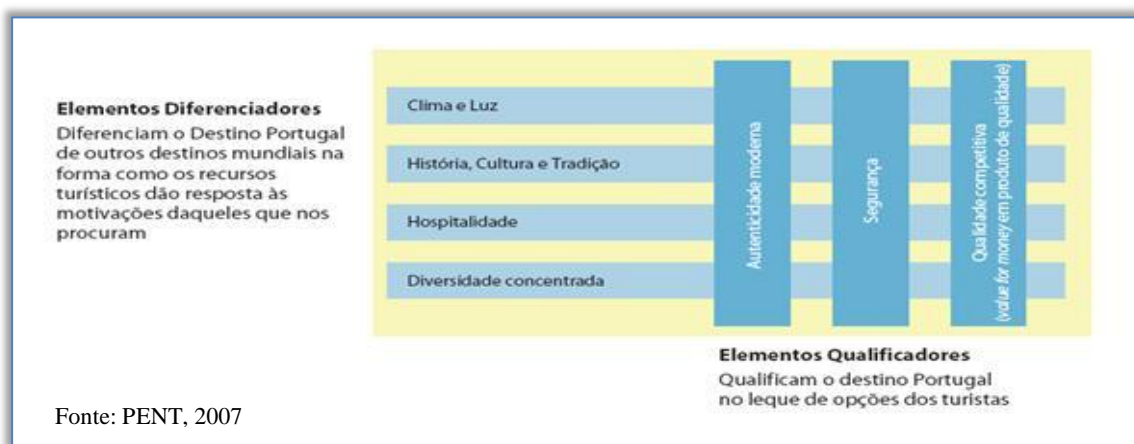 Elementos Diferenciadores
Diferenciam o Destino Portugal
de outros destinos mundiais na
forma como os recursos
turísticos dão resposta às
motivações daqueles que nos
procuram
Clima e Luz
História, Cultura e Tradição
Hospitalidade
Diversidade concentrada
Autenticidade moderna
Segurança
Qualidade competitiva
(value for money em produto de qualidade)
Elementos Qualificadores
Qualificam o destino Portugal
no leque de opções dos turistas
Fonte: PENT, 2007